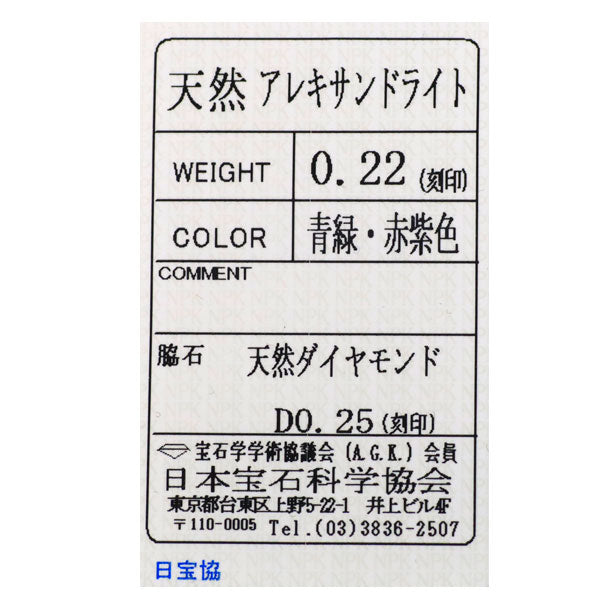 天然 アレキサンドライト
WEIGHT 0.22 (刻印)
COLOR 青緑・赤紫色
COMMENT
脇石 天然ダイヤモンド
D0.25 (刻印)
宝石学学術協議会 (A.G.K.) 会員
日本宝石科学協会
東京都台東区上野5-22-1 井上ビル4F
〒110-0005 Tel.(03)3836-2507
日宝協